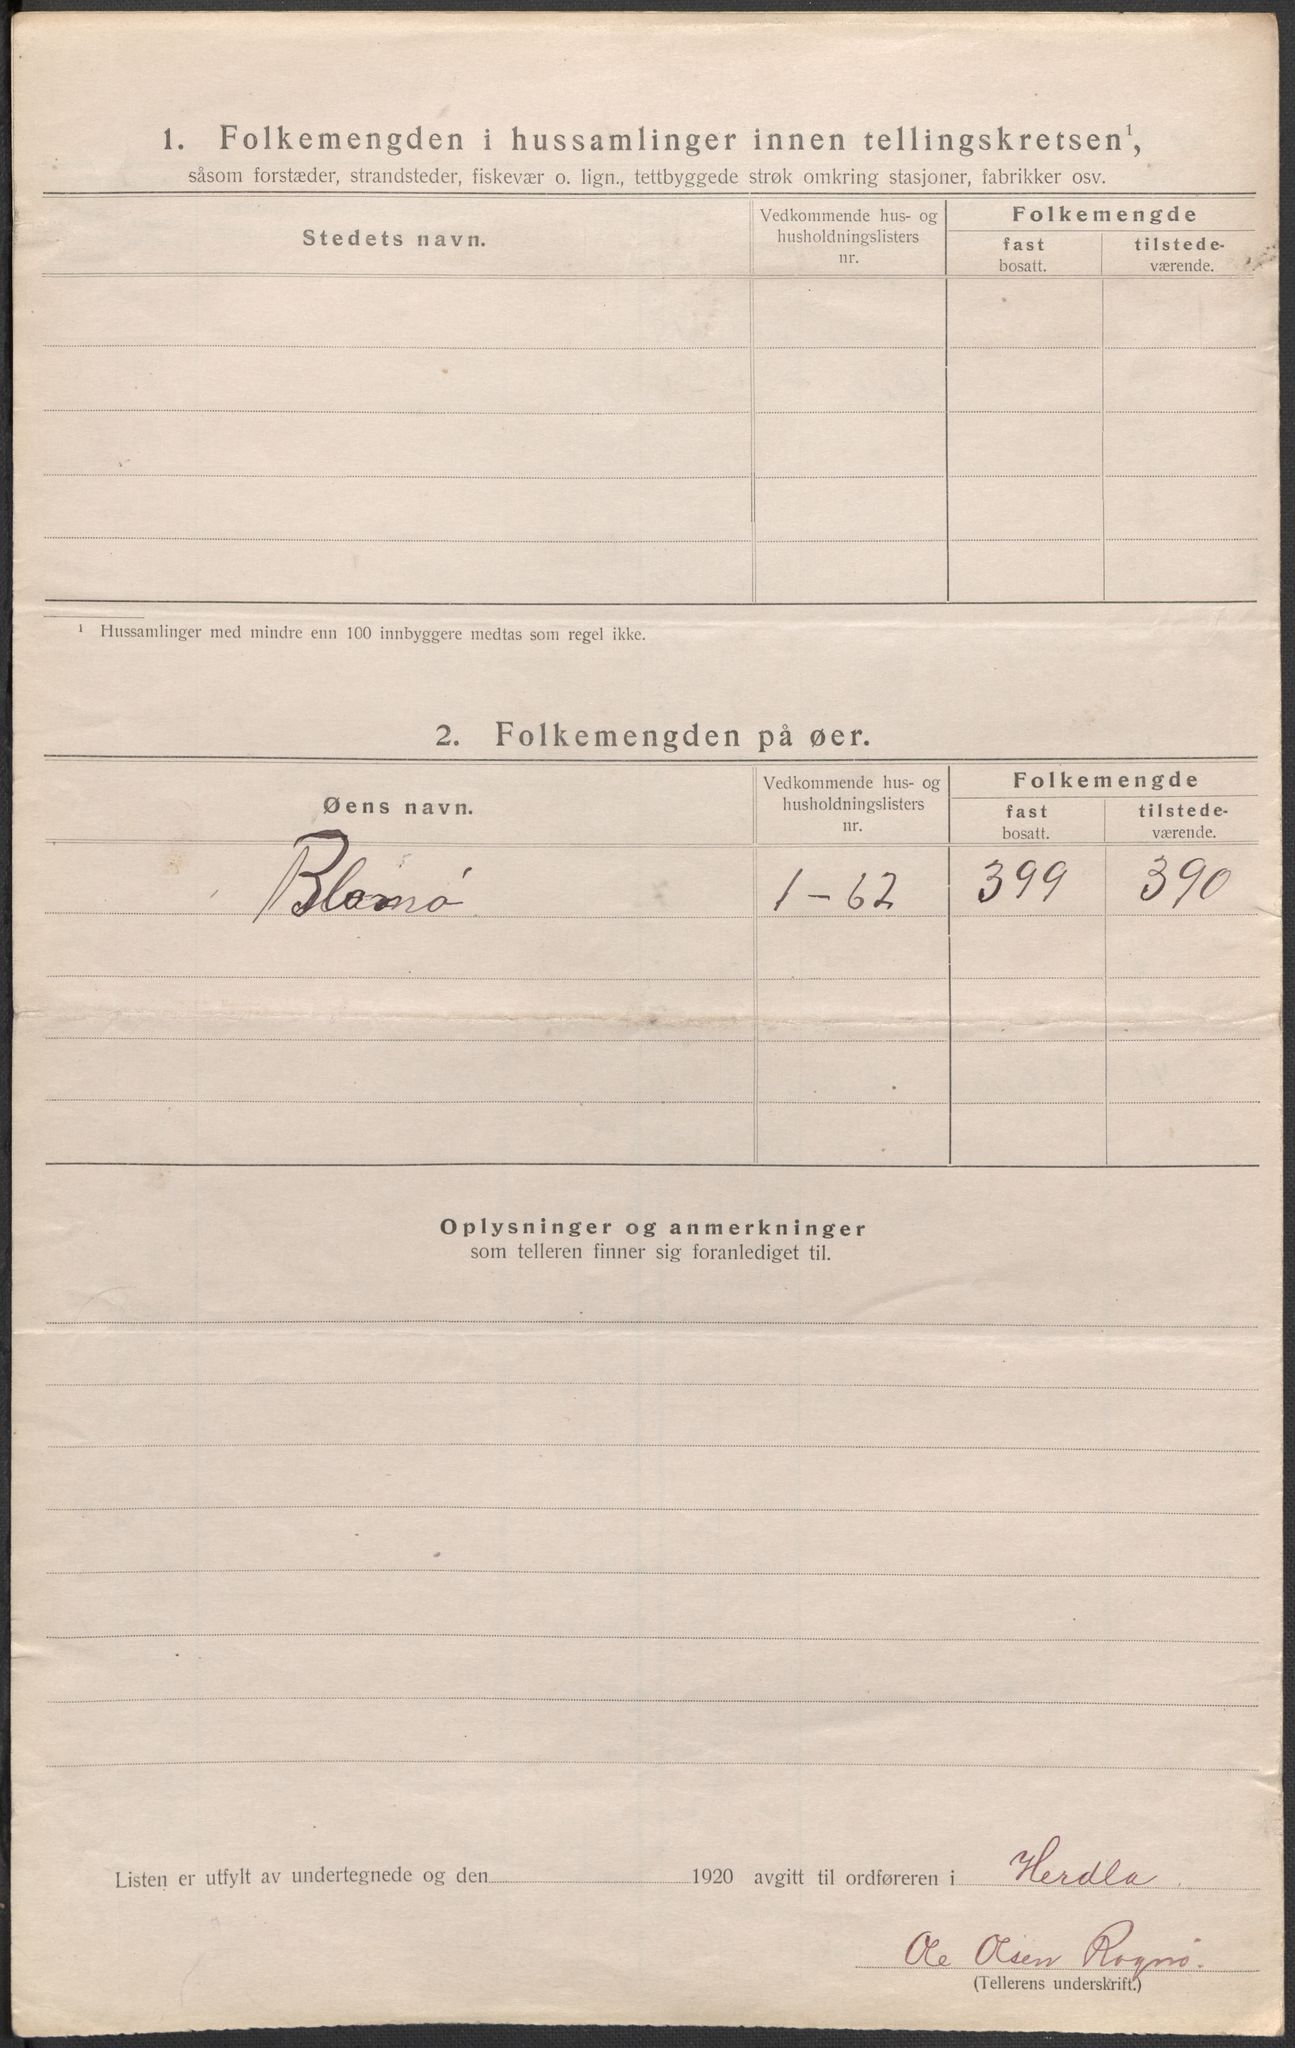 1. Folkemengden i hussamlinger innen tellingskretsen¹,
såsom forstæder, strandsteder, fiskevær o. lign., tettbyggede strøk omkring stasjoner, fabrikker osv.
Stedets navn.
Vedkommende hus- og
husholdningslisters
nr.
Folkemengde
fast
bosatt.
tilstede-
værende.
¹ Hussamlinger med mindre enn 100 innbyggere medtas som regel ikke.
2. Folkemengden på øer.
Øens navn.
Vedkommende hus- og
husholdningslisters
nr.
Folkemengde
fast
bosatt.
tilstede-
værende.
Blomø 1-62 399 390
Oplysninger og anmerkninger
som telleren finner sig foranlediget til.
Listen er utfylt av undertegnede og den 1920 avgitt til ordføreren i Herdla
Ole Olsen Rognø.
(Tellerens underskrift.)